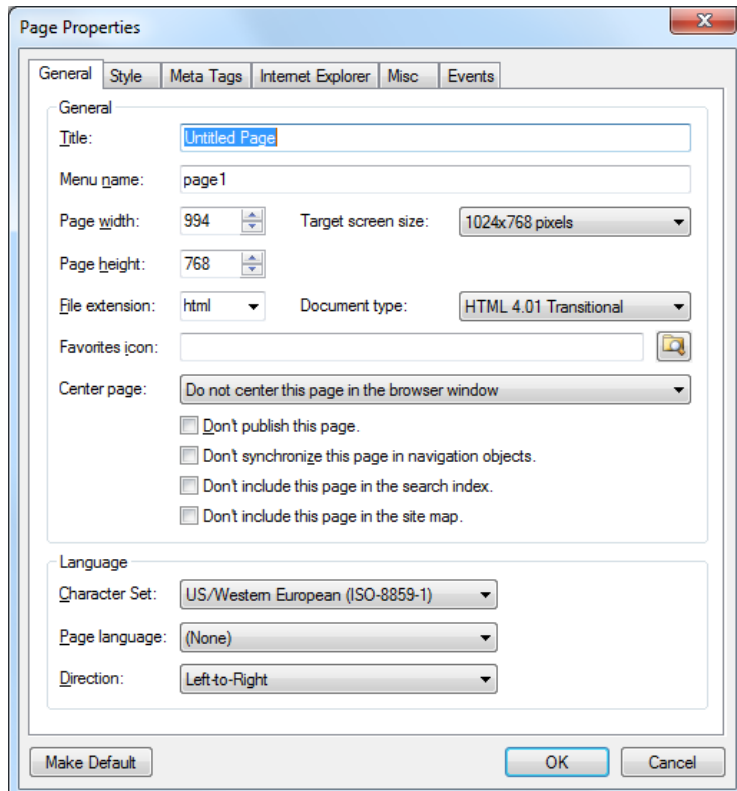 Page Properties
General Style Meta Tags Internet Explorer Misc Events
General
Title: Untitled Page
Menu name: page1
Page width: 994 Target screen size: 1024x768 pixels
Page height: 768
File extension: html Document type: HTML 4.01 Transitional
Favorites icon:
Center page: Do not center this page in the browser window
Don't publish this page.
Don't synchronize this page in navigation objects.
Don't include this page in the search index.
Don't include this page in the site map.
Language
Character Set: US/Western European (ISO-8859-1)
Page language: (None)
Direction: Left-to-Right
Make Default OK Cancel